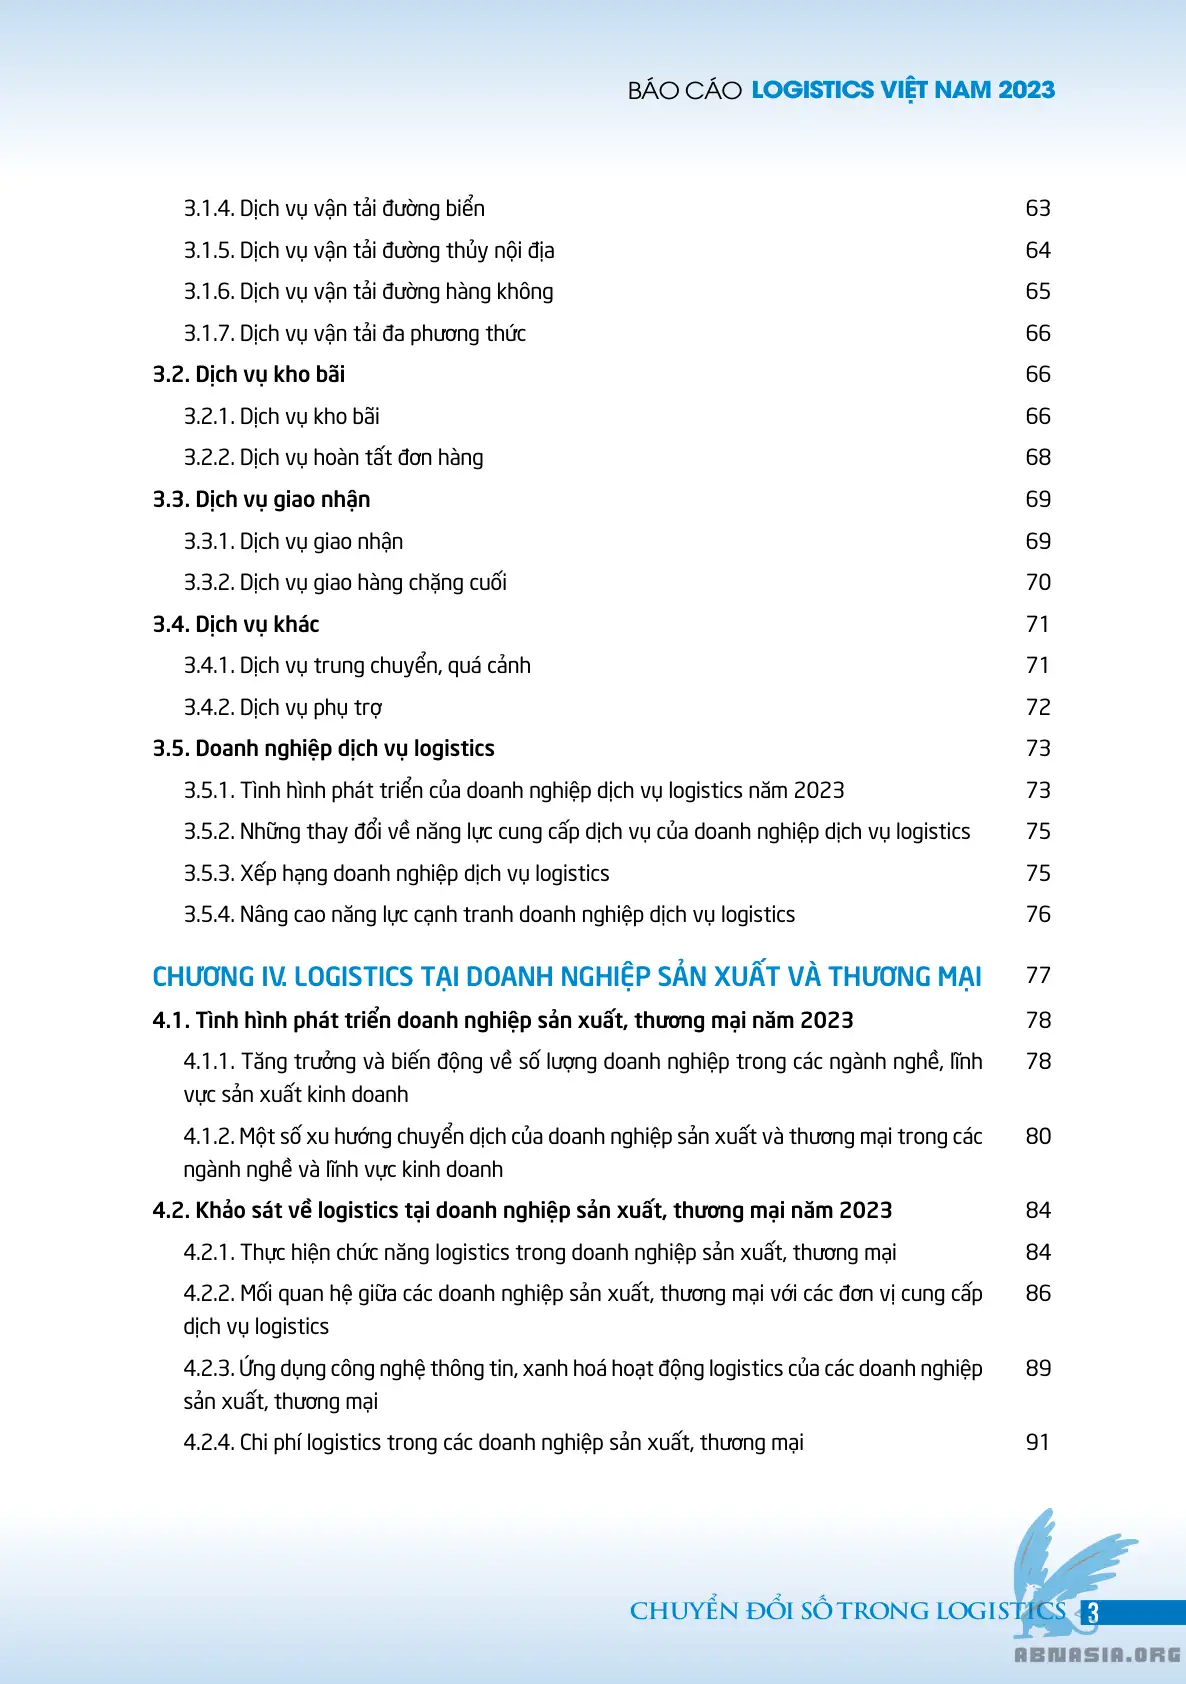 BÁO CÁO LOGISTICS VIỆT NAM 2023
3.1.4. Dịch vụ vận tải đường biển 63
3.1.5. Dịch vụ vận tải đường thủy nội địa 64
3.1.6. Dịch vụ vận tải đường hàng không 65
3.1.7. Dịch vụ vận tải đa phương thức 66
3.2. Dịch vụ kho bãi 66
3.2.1. Dịch vụ kho bãi 66
3.2.2. Dịch vụ hoàn tất đơn hàng 68
3.3. Dịch vụ giao nhận 69
3.3.1. Dịch vụ giao nhận 69
3.3.2. Dịch vụ giao hàng chặng cuối 70
3.4. Dịch vụ khác 71
3.4.1. Dịch vụ trung chuyển, quá cảnh 71
3.4.2. Dịch vụ phụ trợ 72
3.5. Doanh nghiệp dịch vụ logistics 73
3.5.1. Tình hình phát triển của doanh nghiệp dịch vụ logistics năm 2023 73
3.5.2. Những thay đổi về năng lực cung cấp dịch vụ của doanh nghiệp dịch vụ logistics 75
3.5.3. Xếp hạng doanh nghiệp dịch vụ logistics 75
3.5.4. Nâng cao năng lực cạnh tranh doanh nghiệp dịch vụ logistics 76
CHƯƠNG IV. LOGISTICS TẠI DOANH NGHIỆP SẢN XUẤT VÀ THƯƠNG MẠI 77
4.1. Tình hình phát triển doanh nghiệp sản xuất, thương mại năm 2023 78
4.1.1. Tăng trưởng và biến động về số lượng doanh nghiệp trong các ngành nghề, lĩnh 78
vực sản xuất kinh doanh
4.1.2. Một số xu hướng chuyển dịch của doanh nghiệp sản xuất và thương mại trong các 80
ngành nghề và lĩnh vực kinh doanh
4.2. Khảo sát về logistics tại doanh nghiệp sản xuất, thương mại năm 2023 84
4.2.1. Thực hiện chức năng logistics trong doanh nghiệp sản xuất, thương mại 84
4.2.2. Mối quan hệ giữa các doanh nghiệp sản xuất, thương mại với các đơn vị cung cấp 86
dịch vụ logistics
4.2.3. Ứng dụng công nghệ thông tin, xanh hoá hoạt động logistics của các doanh nghiệp 89
sản xuất, thương mại
4.2.4. Chi phí logistics trong các doanh nghiệp sản xuất, thương mại 91
CHUYỂN ĐỔI SỐ TRONG LOGISTICS 3
ABNASIA.ORG